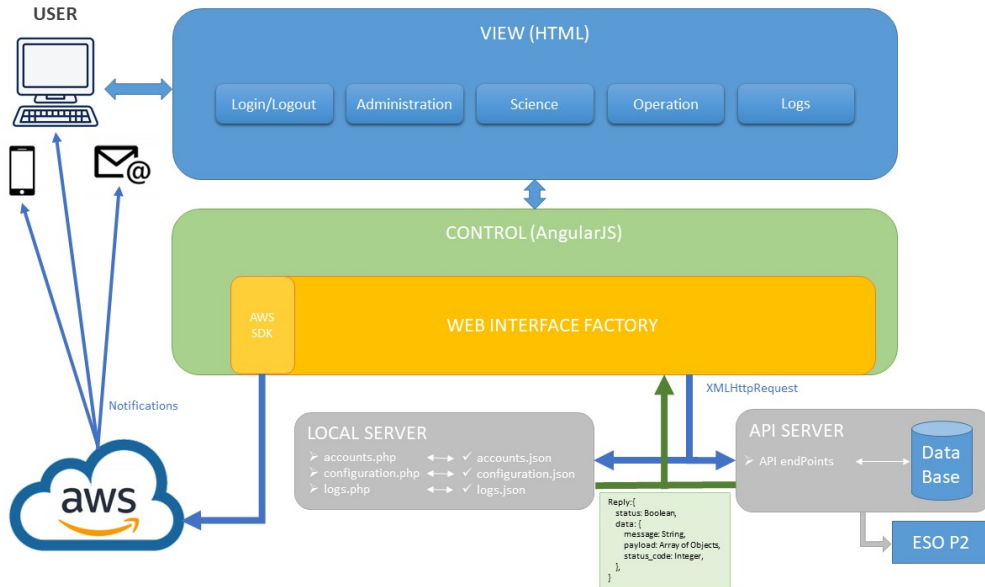 USER
VIEW (HTML)
Login/Logout
Administration
Science
Operation
Logs
@
CONTROL (AngularJS)
AWS
SDK
WEB INTERFACE FACTORY
XMLHttpRequest
Notifications
LOCAL SERVER
➢ accounts.php ✓ accounts.json
➢ configuration.php ✓ configuration.json
➢ logs.php ✓ logs.json
API SERVER
➢ API endPoints
Data
Base
aws
Reply:{
status: Boolean,
data: {
message: String,
payload: Array of Objects,
status_code: Integer,
},
}
ESO P2